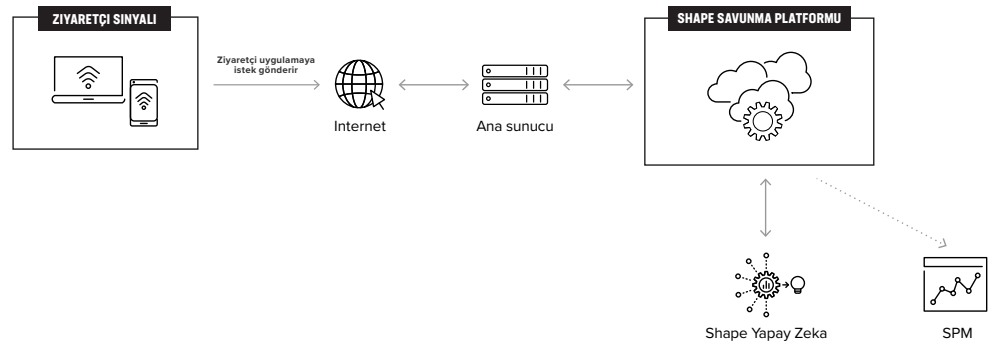 ZIYARETÇI SINYALI
SHAPE SAVUNMA PLATFORMU
Ziyaretçi uygulamaya
istek gönderir
Internet
Ana sunucu
Shape Yapay Zeka
SPM